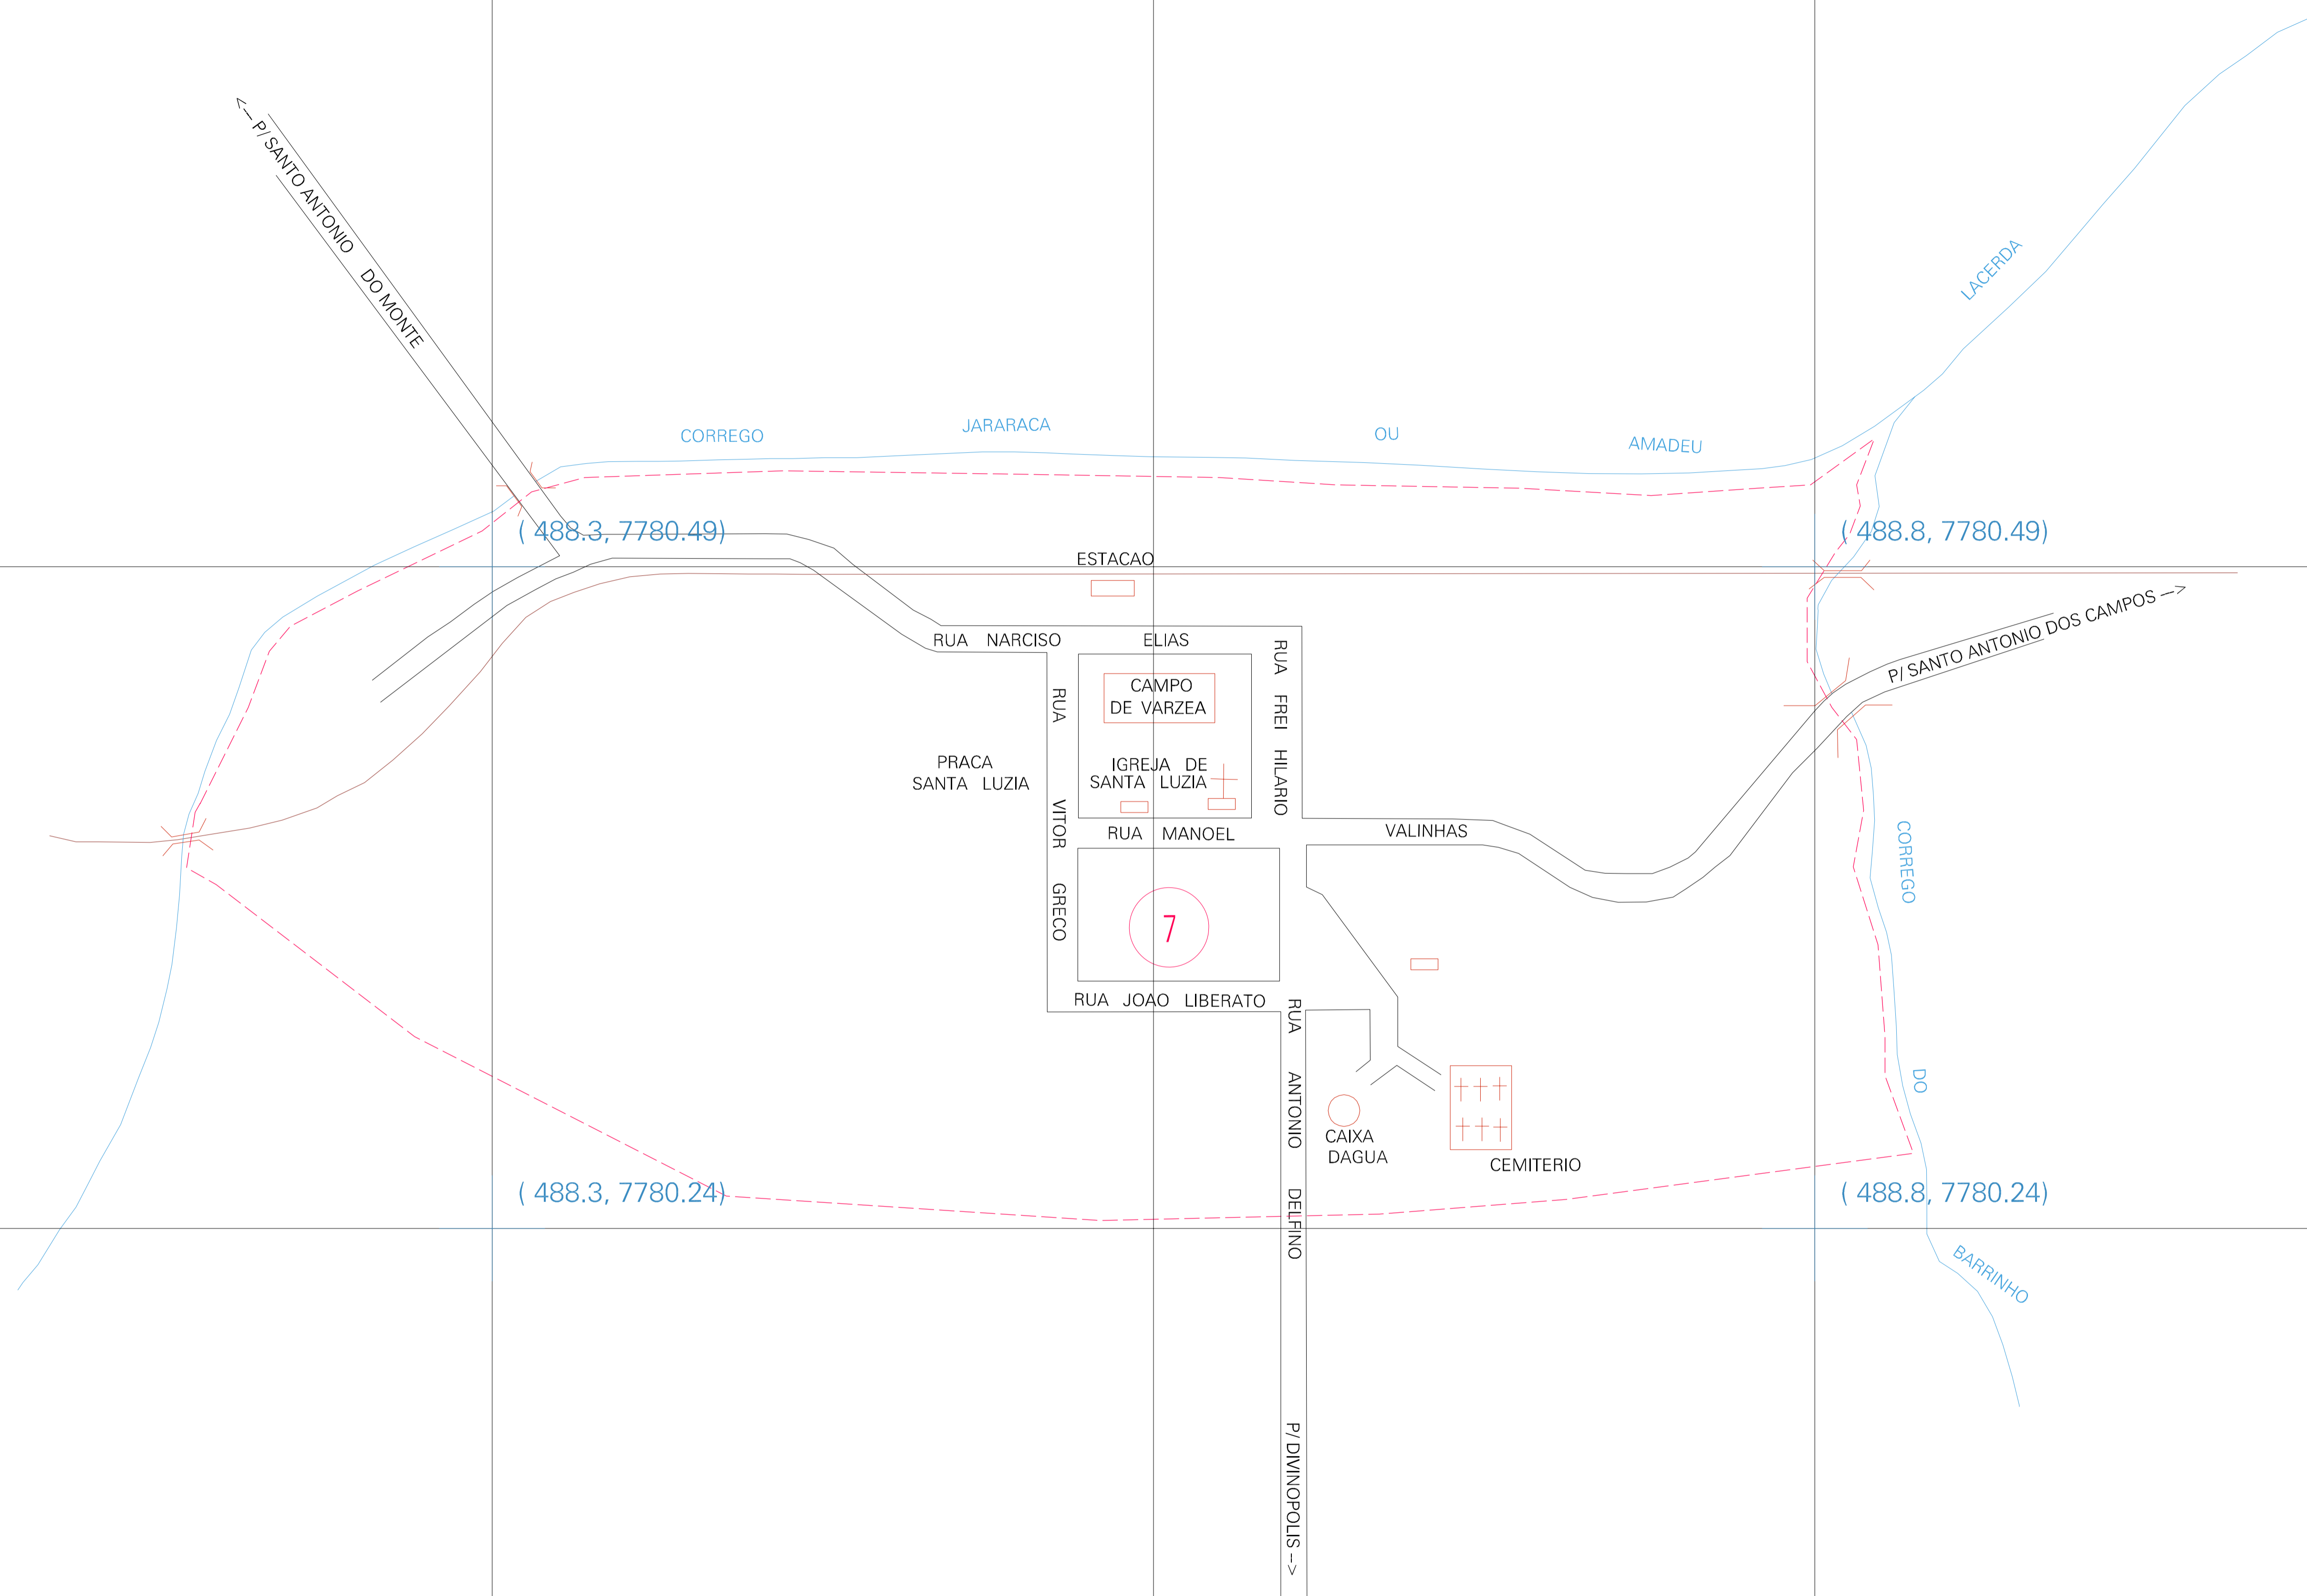 <--- P/ SANTO ANTONIO DO MONTE
LACERDA
CORREGO JARARACA OU AMADEU
( 488.3, 7780.49)
( 488.8, 7780.49)
ESTACAO
P/ SANTO ANTONIO DOS CAMPOS --->
RUA NARCISO ELIAS
RUA FREI HILARIO
CAMPO
DE VARZEA
RUA VITOR GRECO
PRACA
SANTA LUZIA
IGREJA DE
SANTA LUZIA
RUA MANOEL VALINHAS
CORREGO DO BARRINHO
7
RUA JOAO LIBERATO
RUA ANTONIO DELFINO
CAIXA
DAGUA
CEMITERIO
( 488.3, 7780.24)
( 488.8, 7780.24)
P/ DIVINOPOLIS -->